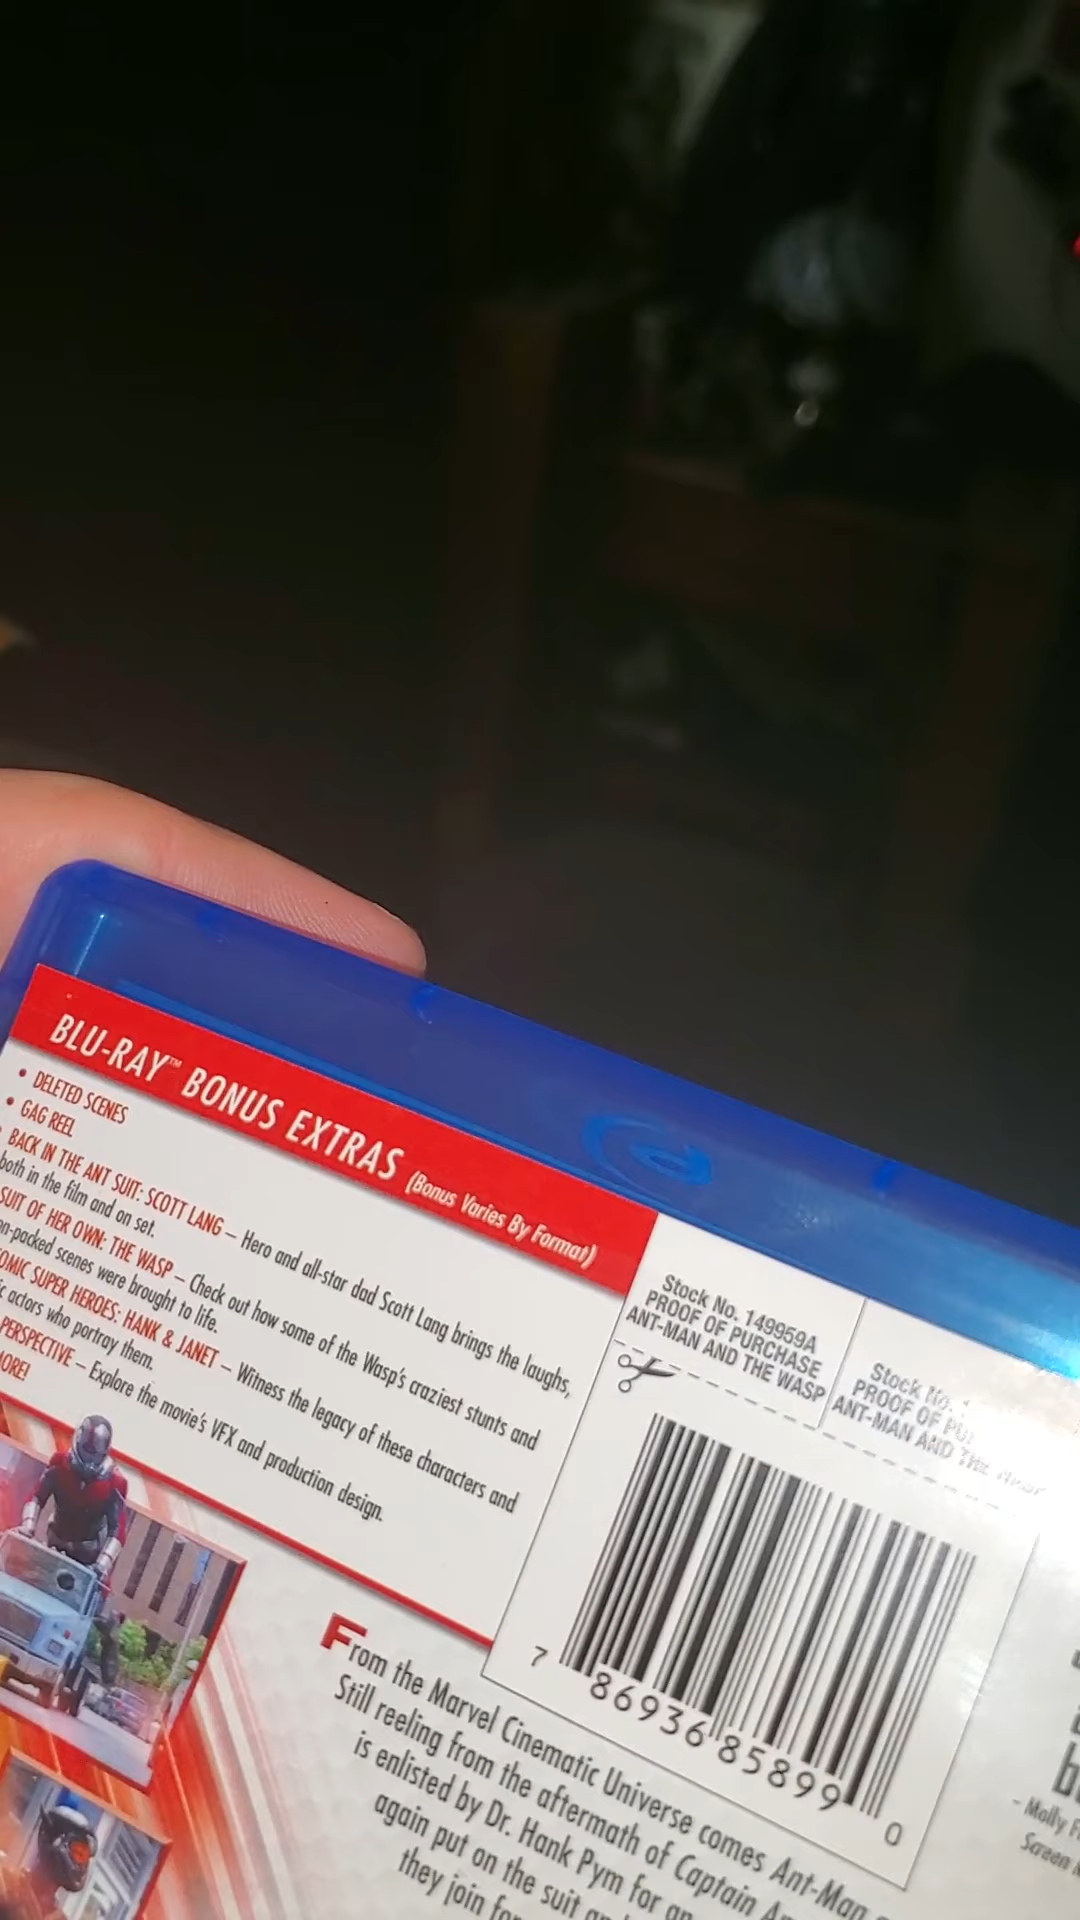 BLU-RAY™ BONUS EXTRAS (Bonus Varies By Format)
• DELETED SCENES
• GAG REEL
BACK IN THE ANT SUIT: SCOTT LANG – Hero and all-star dad Scott Lang brings the laughs,
both in the film and on set.
SUIT OF HER OWN: THE WASP – Check out how some of the Wasp's craziest stunts and
scenes were brought to life.
SUPER HEROES: HANK & JANET – Witness the legacy of these characters and
actors who portray them.
PERSPECTIVE – Explore the movie's VFX and production design.
Stock No. 149959A
PROOF OF PURCHASE
ANT-MAN AND THE WASP
Stock No.
PROOF OF
ANT-MAN AND THE WASP
7 86936 85899 0
From the Marvel Cinematic Universe comes Ant-Man
Still reeling from the aftermath of Captain
is enlisted by Dr. Hank Pym for an
again put on the suit
they join
– Molly
Screen